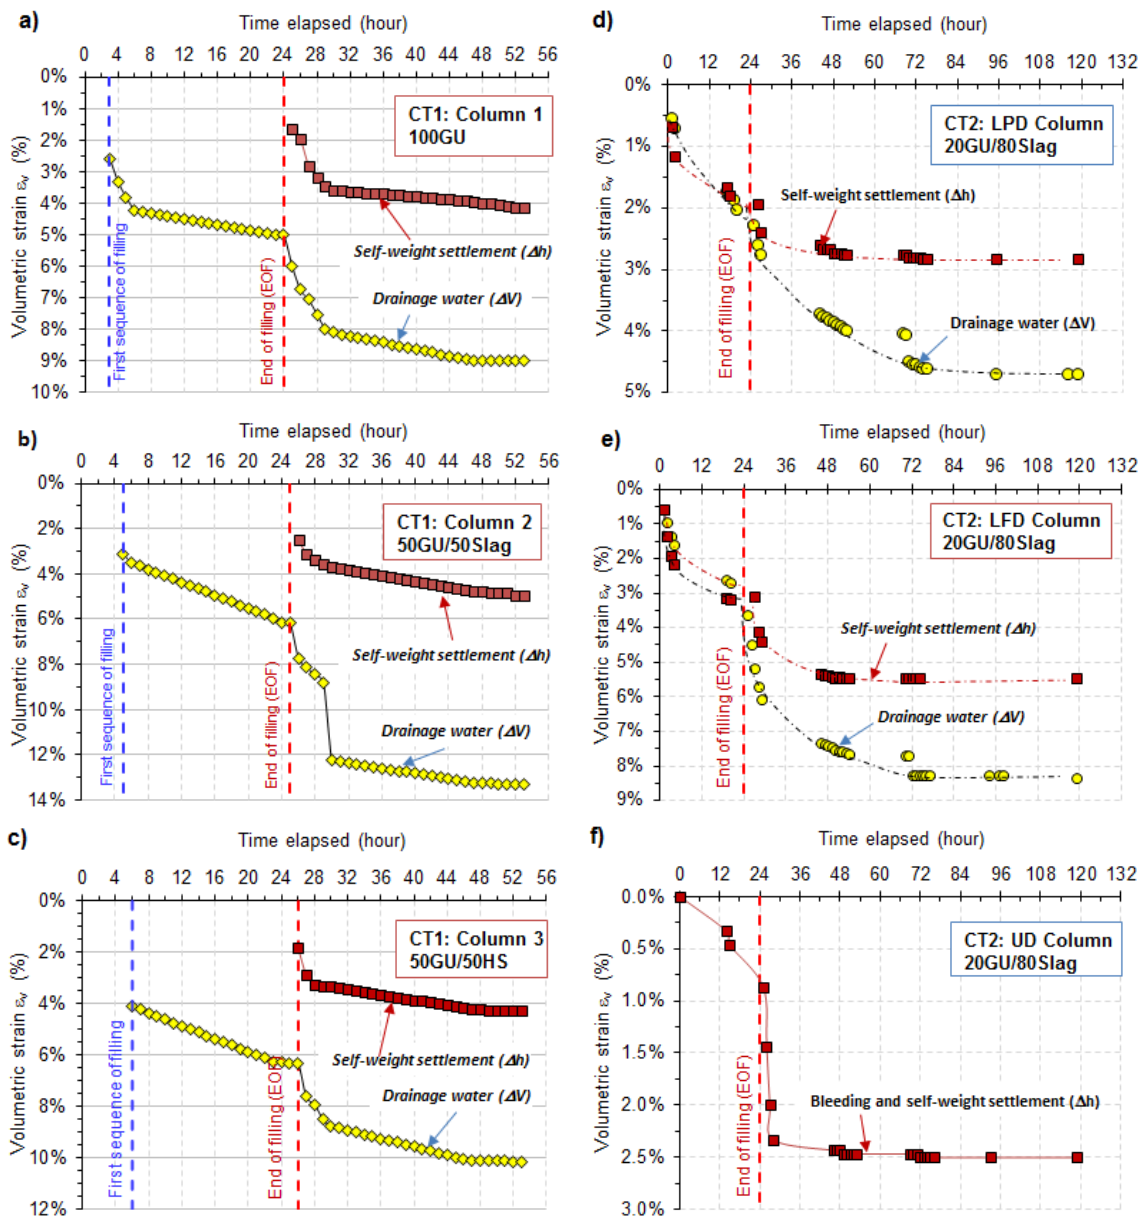 a)
Time elapsed (hour)
0 4 8 12 16 20 24 28 32 36 40 44 48 52 56
0%
1%
2%
3%
4%
5%
6%
7%
8%
9%
10%
Volumetric strain εv (%)
First sequence of filling
End of filling (EOF)
CT1: Column 1
100GU
Self-weight settlement (Δh)
Drainage water (ΔV)
b)
Time elapsed (hour)
0 4 8 12 16 20 24 28 32 36 40 44 48 52 56
0%
2%
4%
6%
8%
10%
12%
14%
Volumetric strain εv (%)
First sequence of filling
End of filling (EOF)
CT1: Column 2
50GU/50Slag
Self-weight settlement (Δh)
Drainage water (ΔV)
c)
Time elapsed (hour)
0 4 8 12 16 20 24 28 32 36 40 44 48 52 56
0%
2%
4%
6%
8%
10%
12%
Volumetric strain εv (%)
First sequence of filling
End of filling (EOF)
CT1: Column 3
50GU/50HS
Self-weight settlement (Δh)
Drainage water (ΔV)
d)
Time elapsed (hour)
0 12 24 36 48 60 72 84 96 108 120 132
0%
1%
2%
3%
4%
5%
Volumetric strain εv (%)
End of filling (EOF)
CT2: LPD Column
20GU/80Slag
Self-weight settlement (Δh)
Drainage water (ΔV)
e)
Time elapsed (hour)
0 12 24 36 48 60 72 84 96 108 120 132
0%
1%
2%
3%
4%
5%
6%
7%
8%
9%
Volumetric strain εv (%)
End of filling (EOF)
CT2: LFD Column
20GU/80Slag
Self-weight settlement (Δh)
Drainage water (ΔV)
f)
Time elapsed (hour)
0 12 24 36 48 60 72 84 96 108 120 132
0.0%
0.5%
1.0%
1.5%
2.0%
2.5%
3.0%
Volumetric strain εv (%)
End of filling (EOF)
CT2: UD Column
20GU/80Slag
Bleeding and self-weight settlement (Δh)